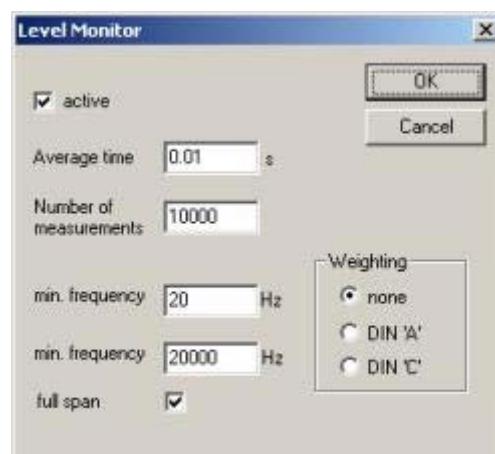 Level Monitor
OK
active
Cancel
Average time 0.01 s
Number of
measurements 10000
Weighting
min. frequency 20 Hz
none
DIN 'A'
min. frequency 20000 Hz
DIN 'C'
full span